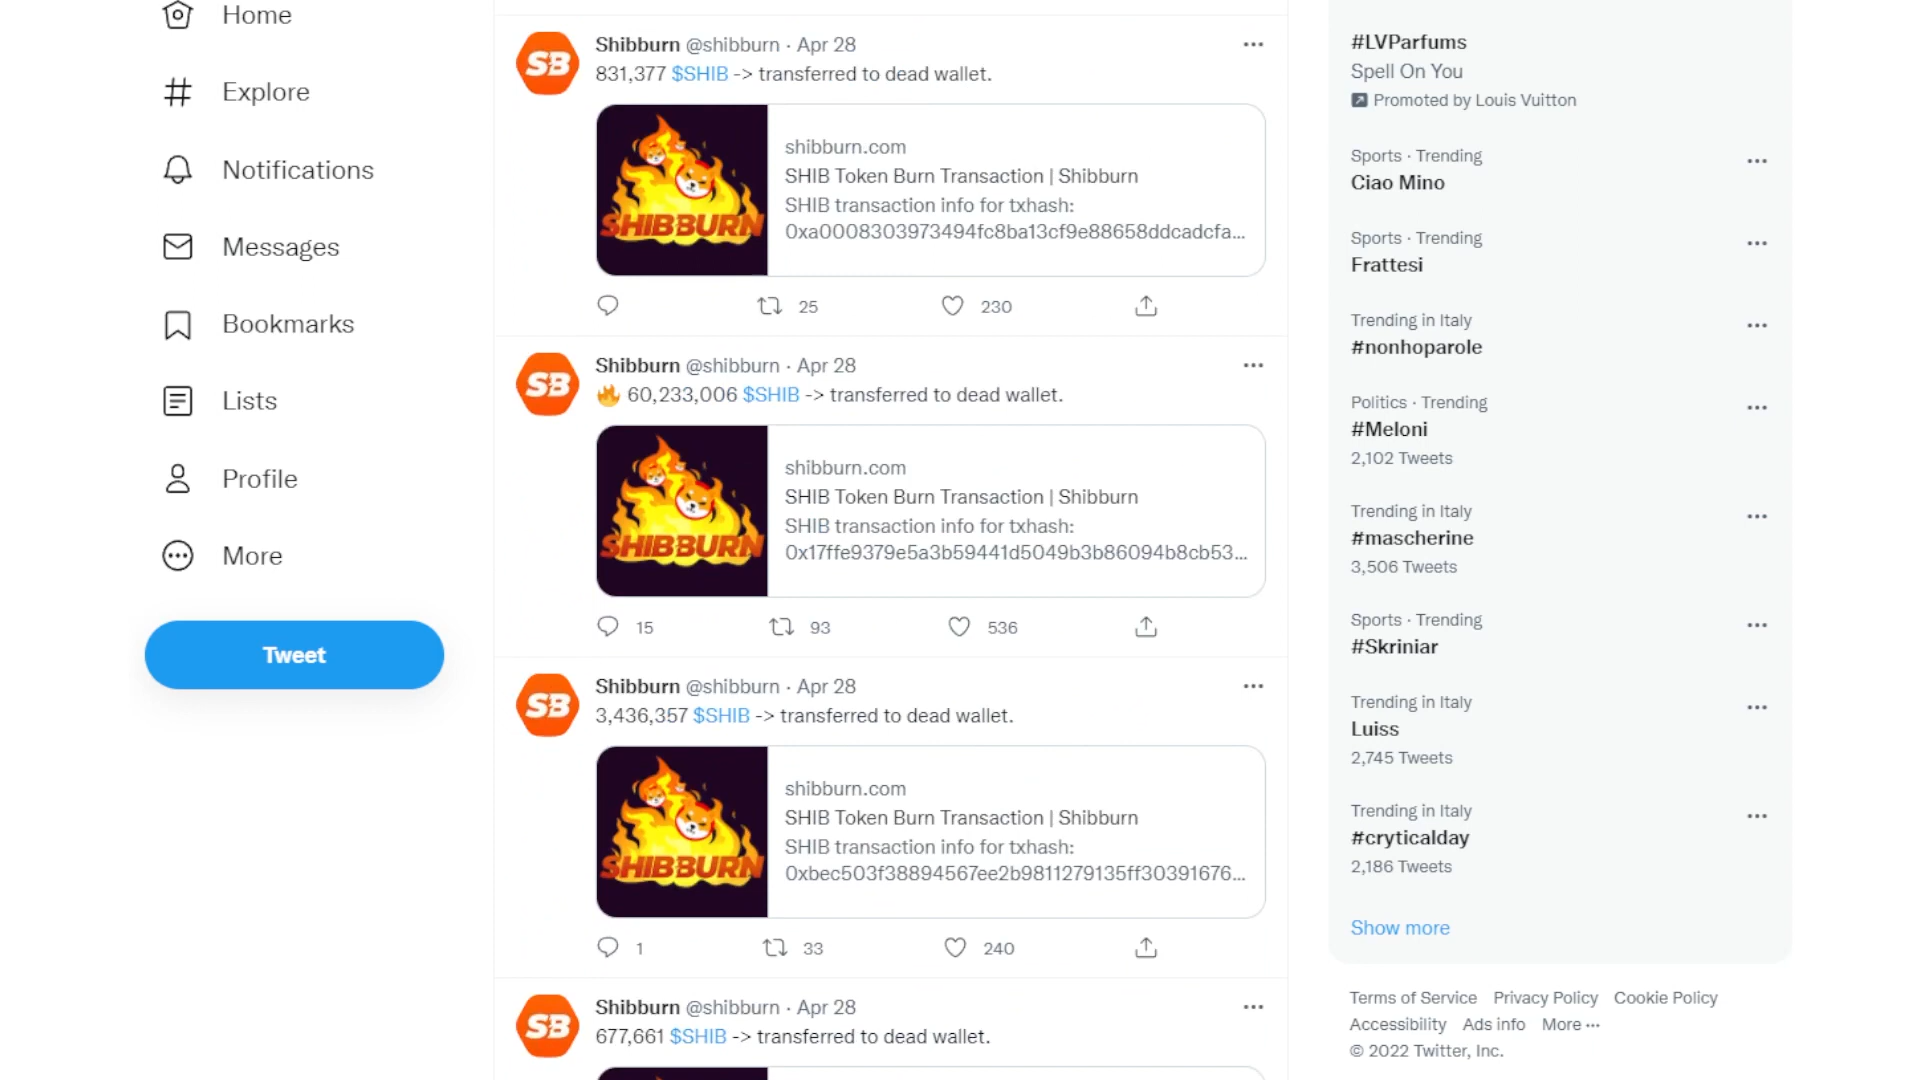 Home
Explore
Notifications
Messages
Bookmarks
Lists
Profile
More
Tweet
SB
Shibburn @shibburn · Apr 28
831,377 $SHIB -> transferred to dead wallet.
SHIBBURN
shibburn.com
SHIB Token Burn Transaction | Shibburn
SHIB transaction info for txhash:
0xa0008303973494fc8ba13cf9e88658ddcadcfa...
25 230
SB
Shibburn @shibburn · Apr 28
🔥 60,233,006 $SHIB -> transferred to dead wallet.
SHIBBURN
shibburn.com
SHIB Token Burn Transaction | Shibburn
SHIB transaction info for txhash:
0x17ffe9379e5a3b59441d5049b3b86094b8cb53...
15 93 536
SB
Shibburn @shibburn · Apr 28
3,436,357 $SHIB -> transferred to dead wallet.
SHIBBURN
shibburn.com
SHIB Token Burn Transaction | Shibburn
SHIB transaction info for txhash:
0xbec503f38894567ee2b9811279135ff30391676...
1 33 240
SB
Shibburn @shibburn · Apr 28
677,661 $SHIB -> transferred to dead wallet.
#LVParfums
Spell On You
Promoted by Louis Vuitton
Sports · Trending
Ciao Mino
Sports · Trending
Frattesi
Trending in Italy
#nonhoparole
Politics · Trending
#Meloni
2,102 Tweets
Trending in Italy
#mascherine
3,506 Tweets
Sports · Trending
#Skriniar
Trending in Italy
Luiss
2,745 Tweets
Trending in Italy
#cryticalday
2,186 Tweets
Show more
Terms of Service Privacy Policy Cookie Policy
Accessibility Ads info More ···
© 2022 Twitter, Inc.